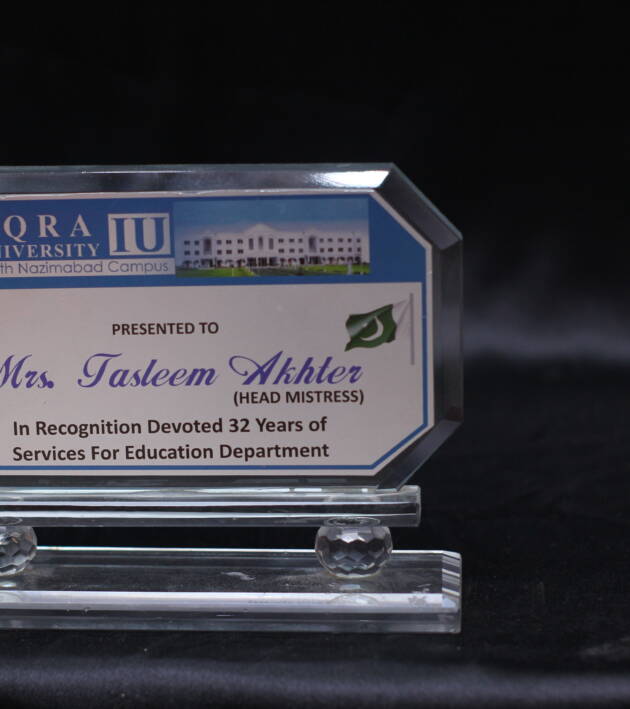 QRA IU
IVERSITY
th Nazimabad Campus
PRESENTED TO
Mrs. Tasleem Akhter
(HEAD MISTRESS)
In Recognition Devoted 32 Years of
Services For Education Department